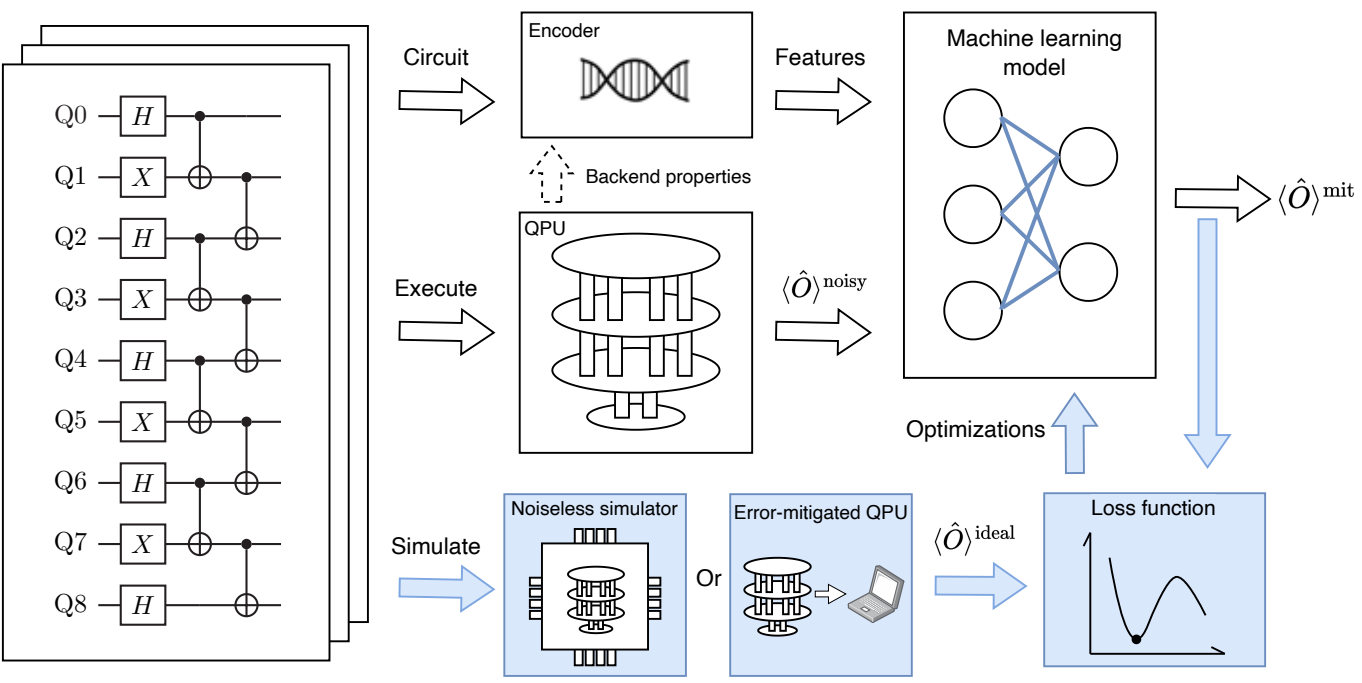 Q0 H
Q1 X
Q2 H
Q3 X
Q4 H
Q5 X
Q6 H
Q7 X
Q8 H
Circuit
Encoder
Features
Machine learning
model
Backend properties
Execute
QPU
⟨Ô⟩^noisy
⟨Ô⟩^mit
Optimizations
Simulate
Noiseless simulator
Or
Error-mitigated QPU
⟨Ô⟩^ideal
Loss function